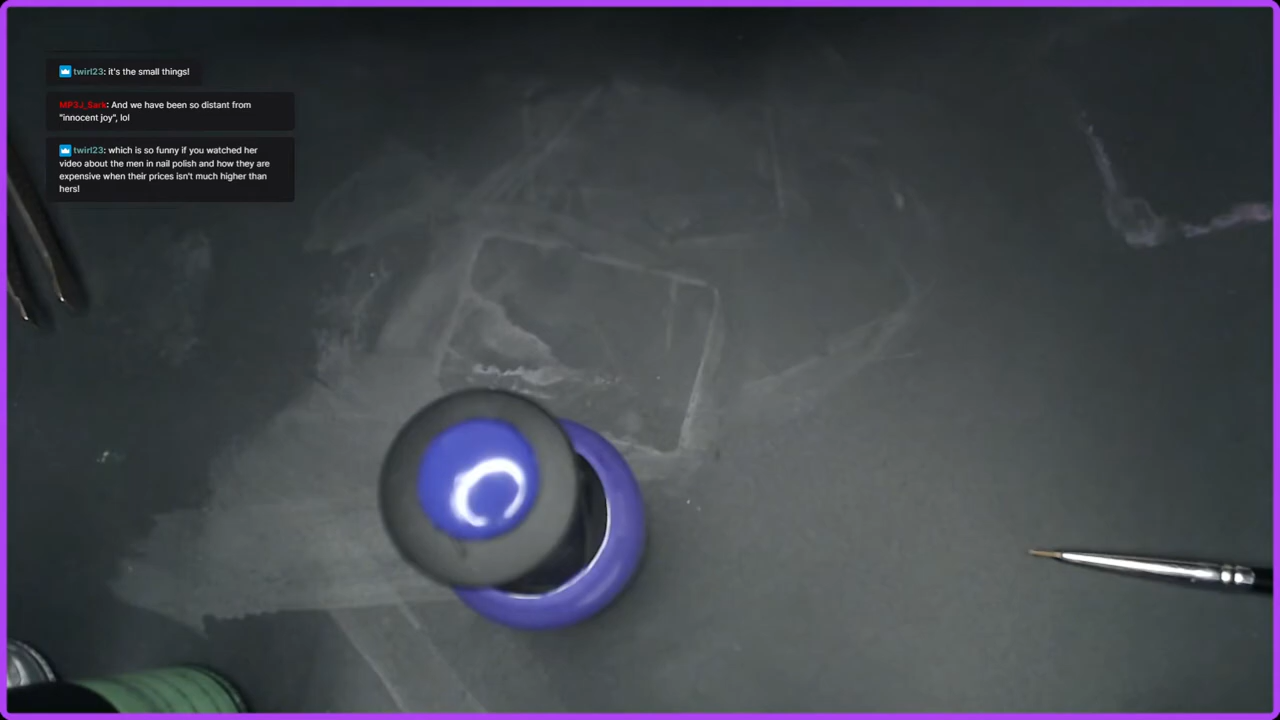 twirl23: it's the small things!
MP3J_Sark: And we have been so distant from
"innocent joy", lol
twirl23: which is so funny if you watched her
video about the men in nail polish and how they are
expensive when their prices isn't much higher than
hers!